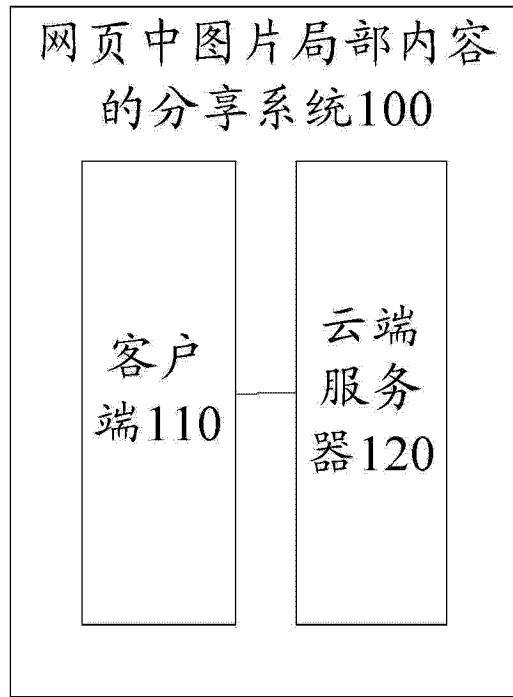 网页中图片局部内容
的分享系统100
客户
端110
云端
服务
器120